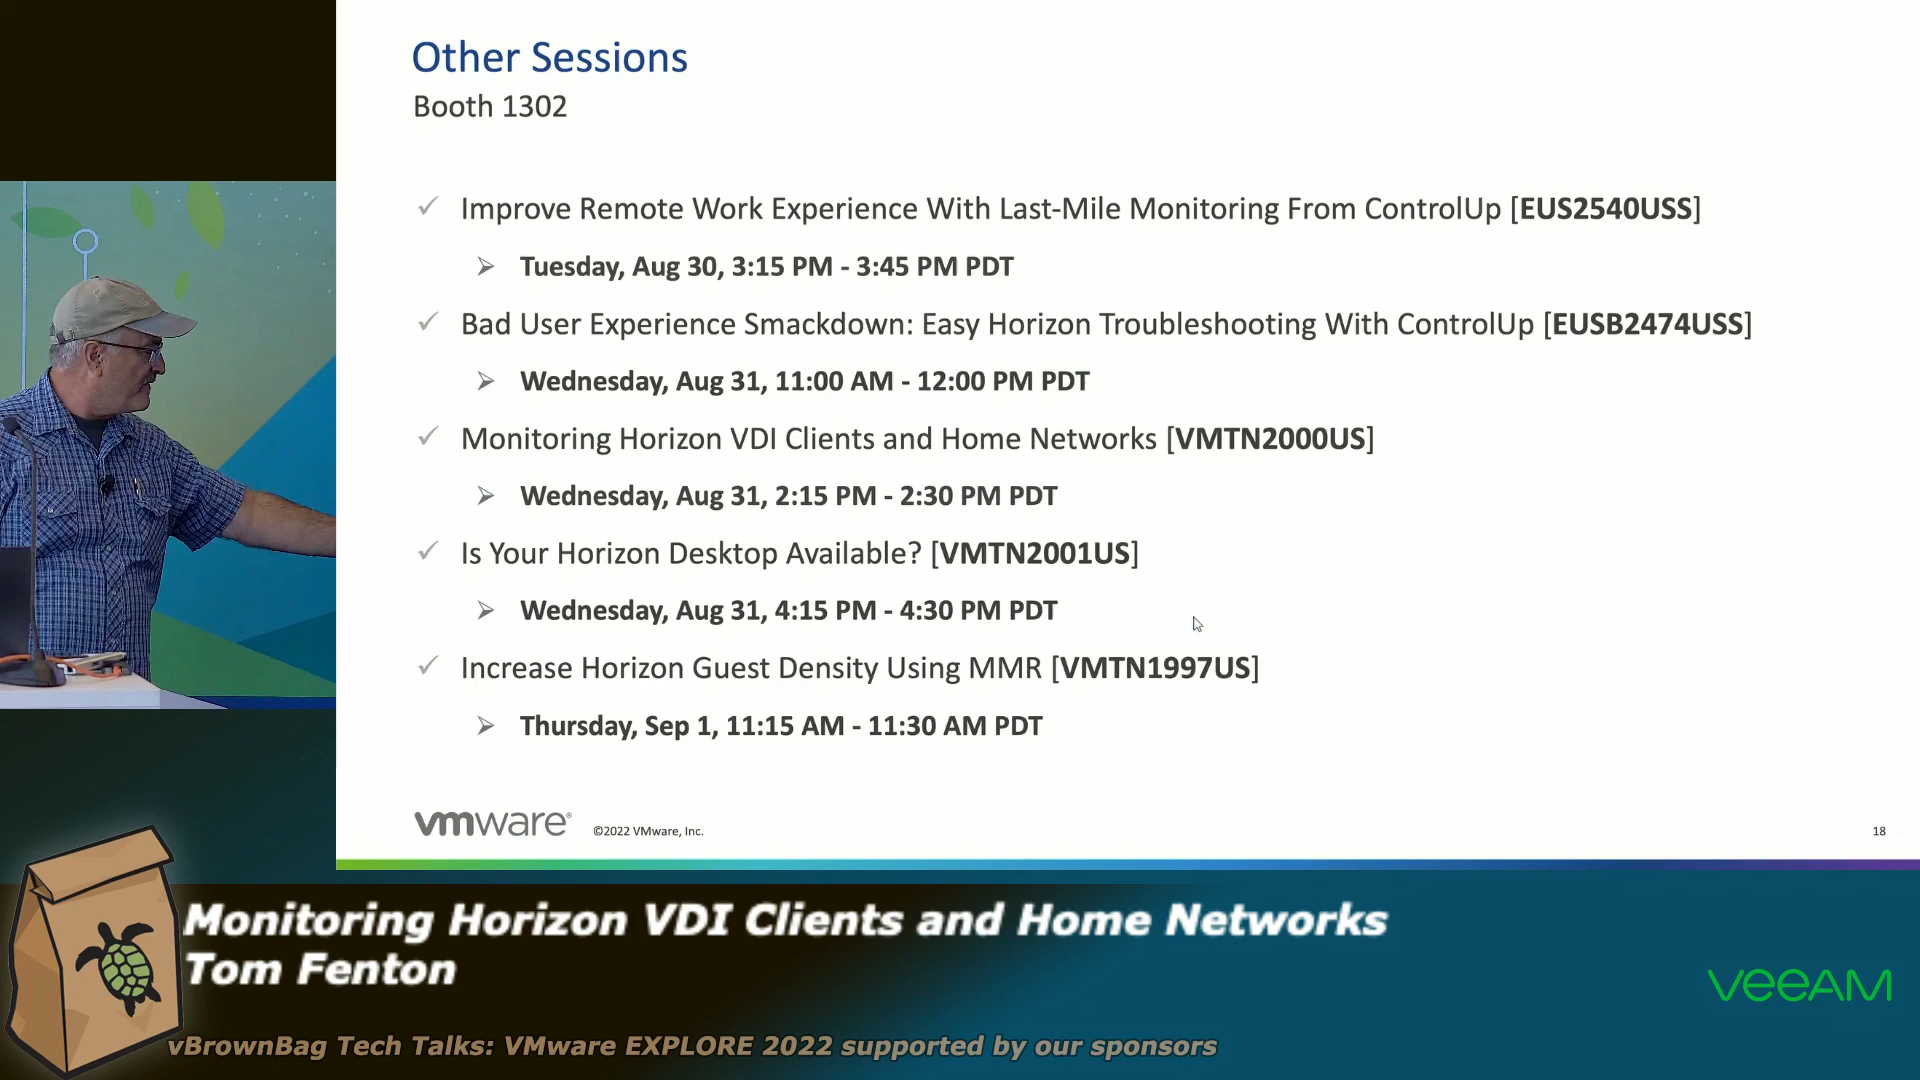 Other Sessions
Booth 1302
Improve Remote Work Experience With Last-Mile Monitoring From ControlUp [EUS2540USS]
Tuesday, Aug 30, 3:15 PM - 3:45 PM PDT
Bad User Experience Smackdown: Easy Horizon Troubleshooting With ControlUp [EUSB2474USS]
Wednesday, Aug 31, 11:00 AM - 12:00 PM PDT
Monitoring Horizon VDI Clients and Home Networks [VMTN2000US]
Wednesday, Aug 31, 2:15 PM - 2:30 PM PDT
Is Your Horizon Desktop Available? [VMTN2001US]
Wednesday, Aug 31, 4:15 PM - 4:30 PM PDT
Increase Horizon Guest Density Using MMR [VMTN1997US]
Thursday, Sep 1, 11:15 AM - 11:30 AM PDT
vmware® ©2022 VMware, Inc. 18
Monitoring Horizon VDI Clients and Home Networks
Tom Fenton
veeAM
vBrownBag Tech Talks: VMware EXPLORE 2022 supported by our sponsors